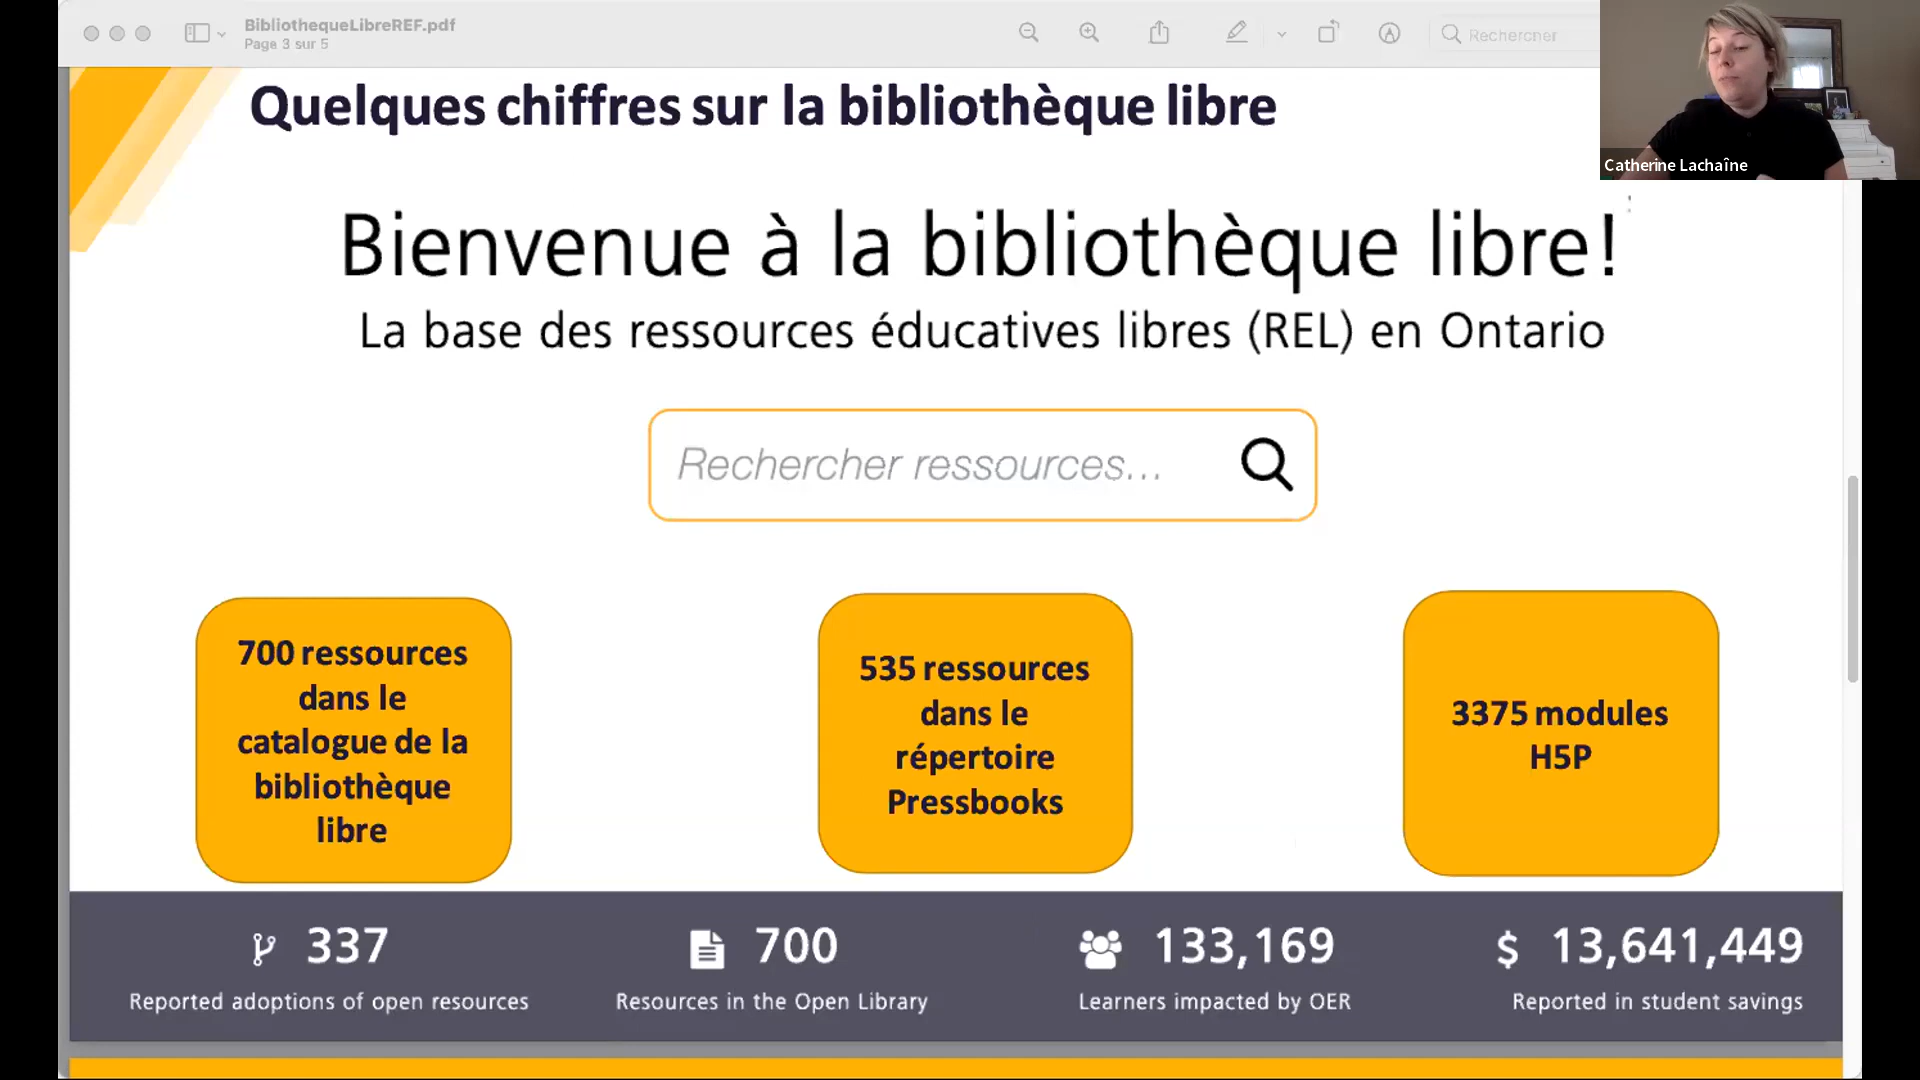 BibliothequeLibreREF.pdf
Page 3 sur 5
Rechercher
Catherine Lachaîne
Quelques chiffres sur la bibliothèque libre
Bienvenue à la bibliothèque libre!
La base des ressources éducatives libres (REL) en Ontario
Rechercher ressources...
700 ressources
dans le
catalogue de la
bibliothèque
libre
535 ressources
dans le
répertoire
Pressbooks
3375 modules
H5P
337
Reported adoptions of open resources
700
Resources in the Open Library
133,169
Learners impacted by OER
$ 13,641,449
Reported in student savings